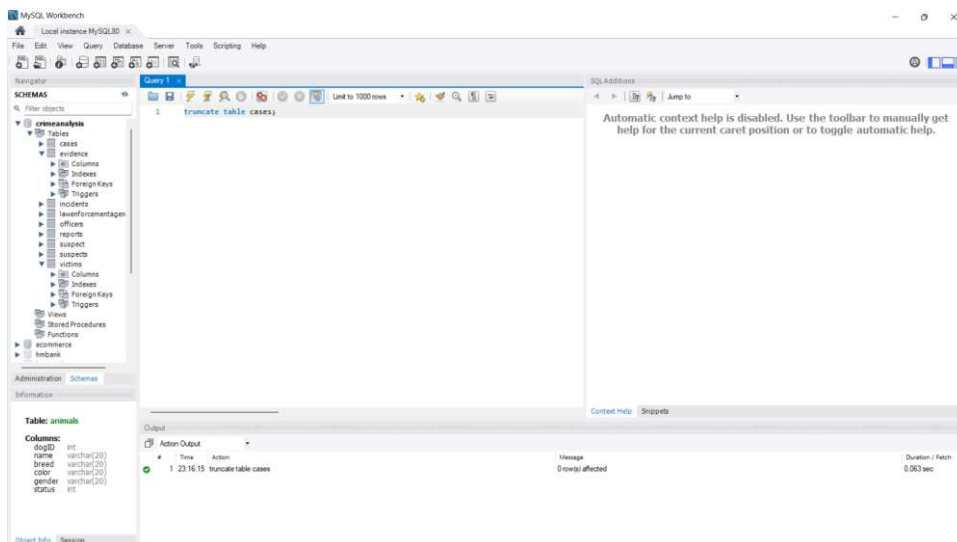 MySQL Workbench
Local instance MySQL80 ×
File Edit View Query Database Server Tools Scripting Help
Navigator
SCHEMAS
Filter objects
crimeanalysis
Tables
cases
evidence
Columns
Indexes
Foreign Keys
Triggers
incidents
lawenforcementagen
officers
reports
suspect
suspects
victims
Columns
Indexes
Foreign Keys
Triggers
Views
Stored Procedures
Functions
ecommerce
hmbank
Administration Schemas
Information
Table: animals
Columns:
dogID int
name varchar(20)
breed varchar(20)
color varchar(20)
gender varchar(20)
status int
Object Info Session
Query 1 ×
Limit to 1000 rows
1 truncate table cases;
SQLAdditions
Jump to
Automatic context help is disabled. Use the toolbar to manually get
help for the current caret position or to toggle automatic help.
Context Help Snippets
Output
Action Output
# Time Action Message Duration / Fetch
1 23:16:15 truncate table cases 0 row(s) affected 0.063 sec